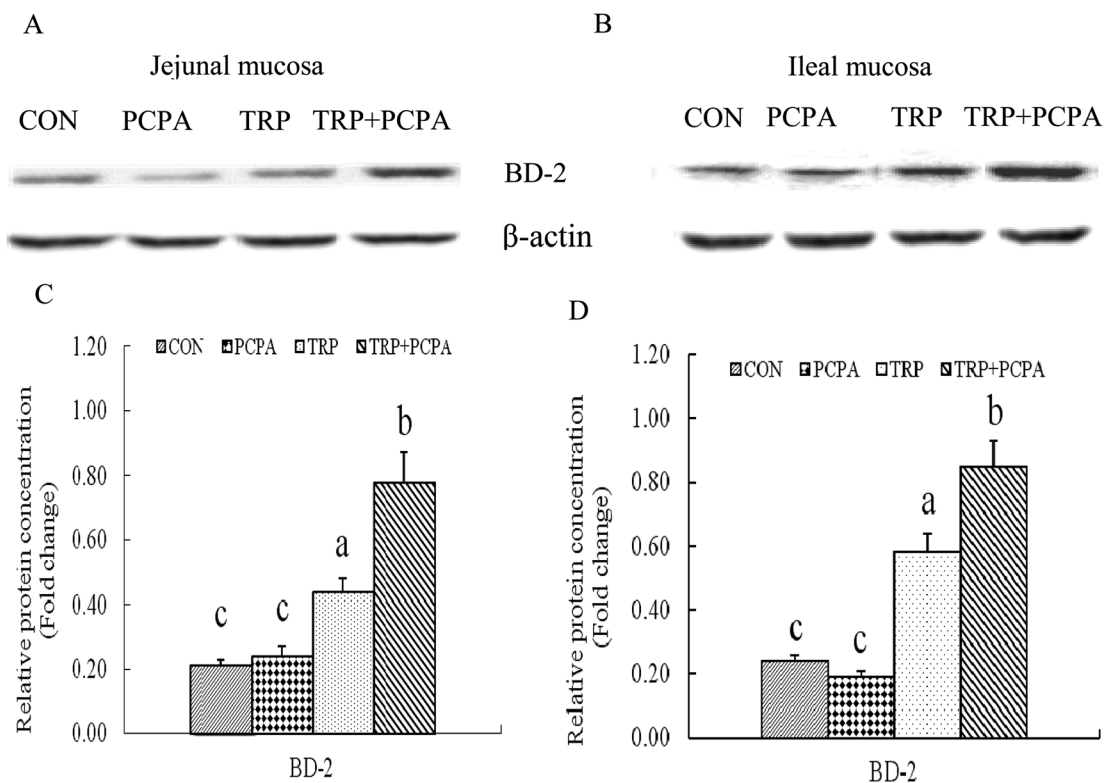 A
Jejunal mucosa
CON PCPA TRP TRP+PCPA
B
Ileal mucosa
CON PCPA TRP TRP+PCPA
BD-2
β-actin
C
CON PCPA TRP TRP+PCPA
Relative protein concentration
(Fold change)
1.20
1.00
0.80
0.60
0.40
0.20
0.00
c
c
a
b
BD-2
D
CON PCPA TRP TRP+PCPA
Relative protein concentration
(Fold change)
1.20
1.00
0.80
0.60
0.40
0.20
0.00
c
c
a
b
BD-2